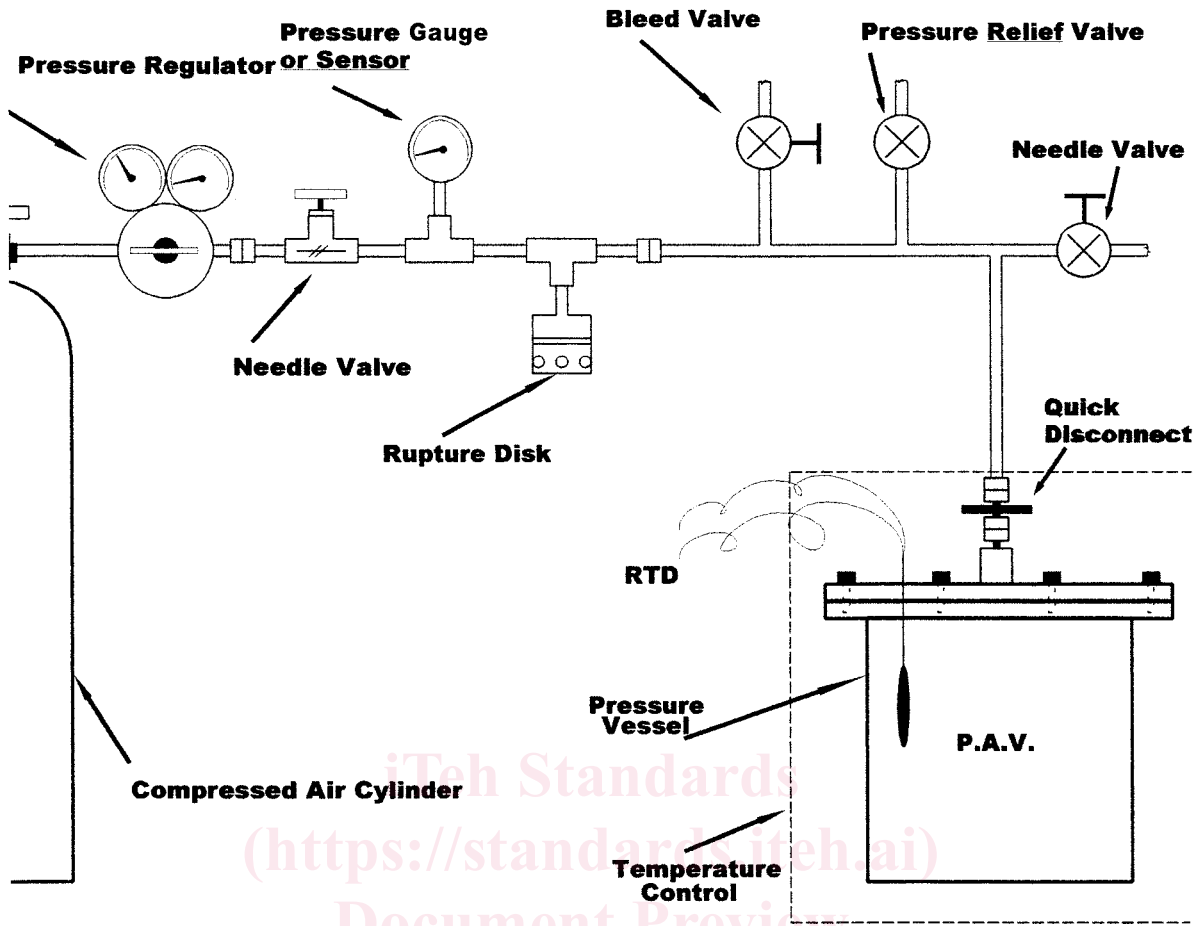 Bleed Valve
Pressure Gauge
or Sensor
Pressure Relief Valve
Pressure Regulator
Needle Valve
Needle Valve
Quick
Disconnect
Rupture Disk
RTD
Pressure
Vessel
P.A.V.
Compressed Air Cylinder
Temperature
Control
iTeh Standards
(https://standards.iteh.ai)
Document Preview